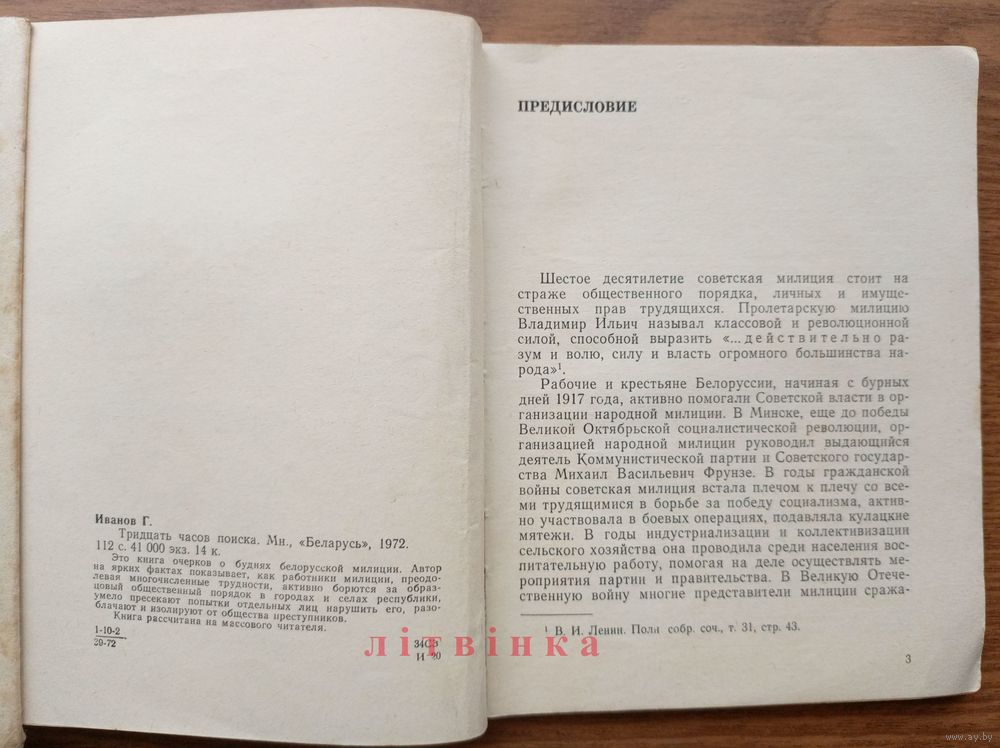 Иванов Г.
Тридцать часов поиска. Мн., «Беларусь», 1972.
112 с. 41 000 экз. 14 к.
Это книга очерков о буднях белорусской милиции. Автор
на ярких фактах показывает, как работники милиции, преодо-
левая многочисленные трудности, активно борются за образ-
цовый общественный порядок в городах и селах республики,
умело пресекают попытки отдельных лиц нарушить его, разо-
блачают и изолируют от общества преступников.
Книга рассчитана на массового читателя.
1-10-2
39-72
34С3
И 20
літвінка
ПРЕДИСЛОВИЕ
Шестое десятилетие советская милиция стоит на
страже общественного порядка, личных и имуще-
ственных прав трудящихся. Пролетарскую милицию
Владимир Ильич называл классовой и революционной
силой, способной выразить «...действительно ра-
зум и волю, силу и власть огромного большинства на-
рода»¹.
Рабочие и крестьяне Белоруссии, начиная с бурных
дней 1917 года, активно помогали Советской власти в ор-
ганизации народной милиции. В Минске, еще до победы
Великой Октябрьской социалистической революции, ор-
ганизацией народной милиции руководил выдающийся
деятель Коммунистической партии и Советского государ-
ства Михаил Васильевич Фрунзе. В годы гражданской
войны советская милиция встала плечом к плечу со все-
ми трудящимися в борьбе за победу социализма, актив-
но участвовала в боевых операциях, подавляла кулацкие
мятежи. В годы индустриализации и коллективизации
сельского хозяйства она проводила среди населения вос-
питательную работу, помогая на деле осуществлять ме-
роприятия партии и правительства. В Великую Отече-
ственную войну многие представители милиции сража-
¹ В. И. Ленин. Полн собр. соч., т. 31, стр. 43.
3
www.ay.by